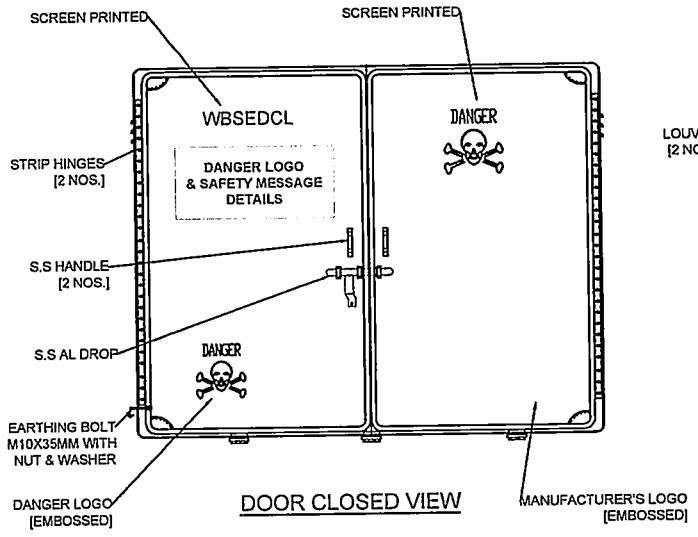 SCREEN PRINTED
SCREEN PRINTED
WBSEDCL
DANGER
STRIP HINGES
[2 NOS.]
DANGER LOGO
& SAFETY MESSAGE
DETAILS
S.S HANDLE
[2 NOS.]
S.S AL DROP
DANGER
EARTHING BOLT
M10X35MM WITH
NUT & WASHER
DANGER LOGO
[EMBOSSED]
DOOR CLOSED VIEW
MANUFACTURER'S LOGO
[EMBOSSED]